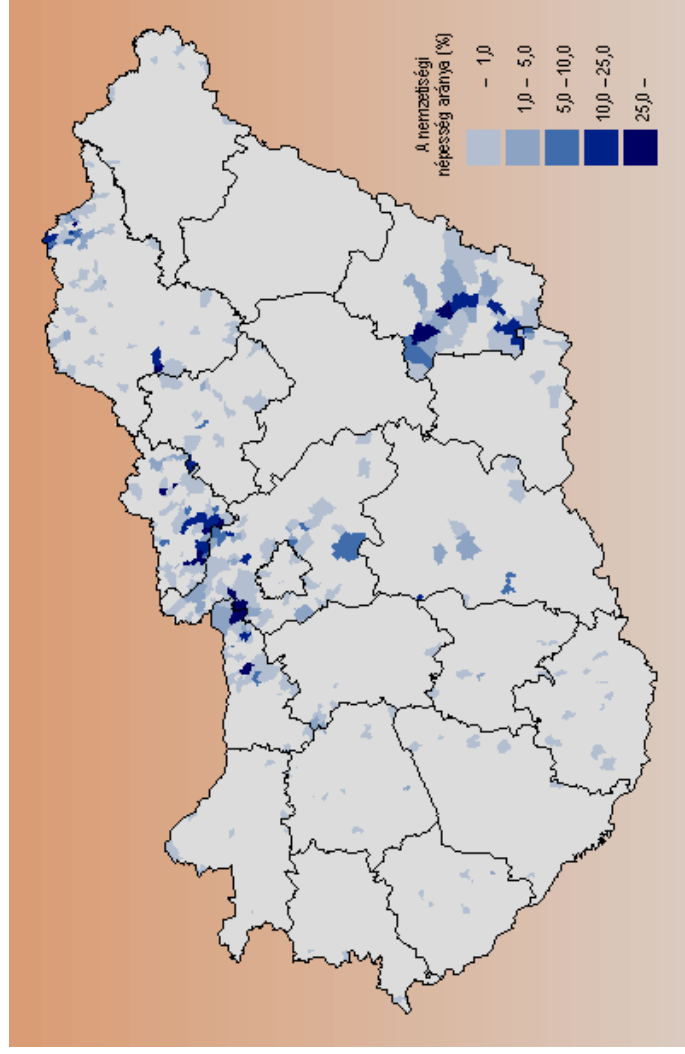 A nemzetiségi
népesség aránya (%)
– 1,0
1,0 – 5,0
5,0 – 10,0
10,0 – 25,0
25,0 –